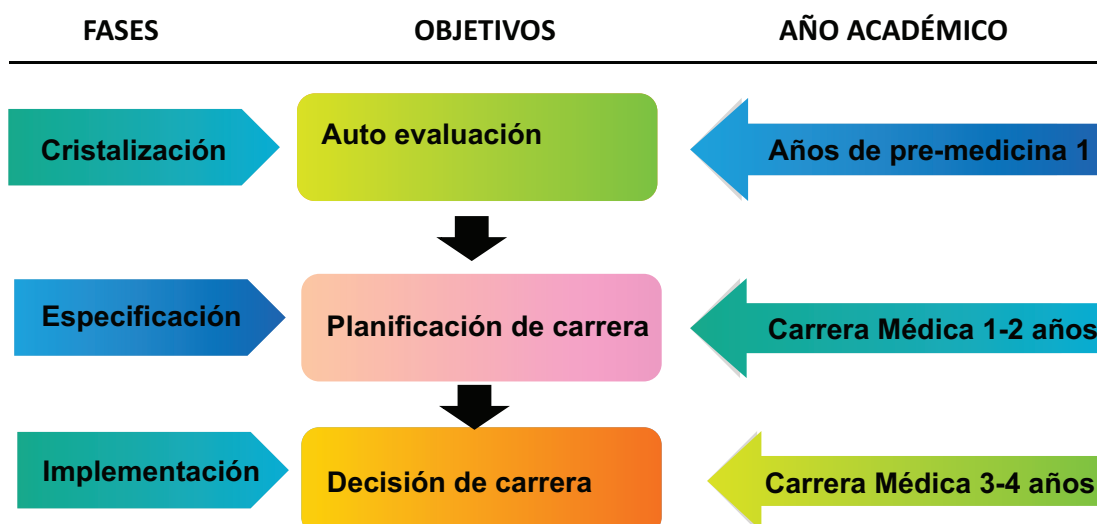 FASES OBJETIVOS AÑO ACADÉMICO
Cristalización Auto evaluación Años de pre-medicina 1
Especificación Planificación de carrera Carrera Médica 1-2 años
Implementación Decisión de carrera Carrera Médica 3-4 años